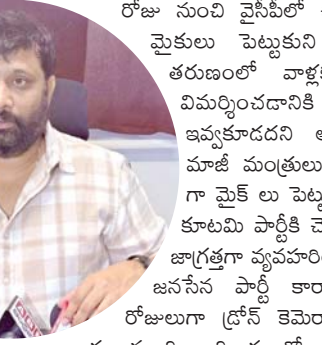 రోజు నుంచి వైసీపీలో
మైకులు పెట్టుకుని
తరుణంలో వాళ్ల
విమర్శించడానికి
ఇవ్వకూడదని
మాజీ మంత్రులు
గా మైక్ లు పెట్ట
కూటమి పార్టీకి చె
జాగ్రత్తగా వ్యవహరిం
జనసేన పార్టీ కార
రోజులుగా డ్రోన్ కెమెరా